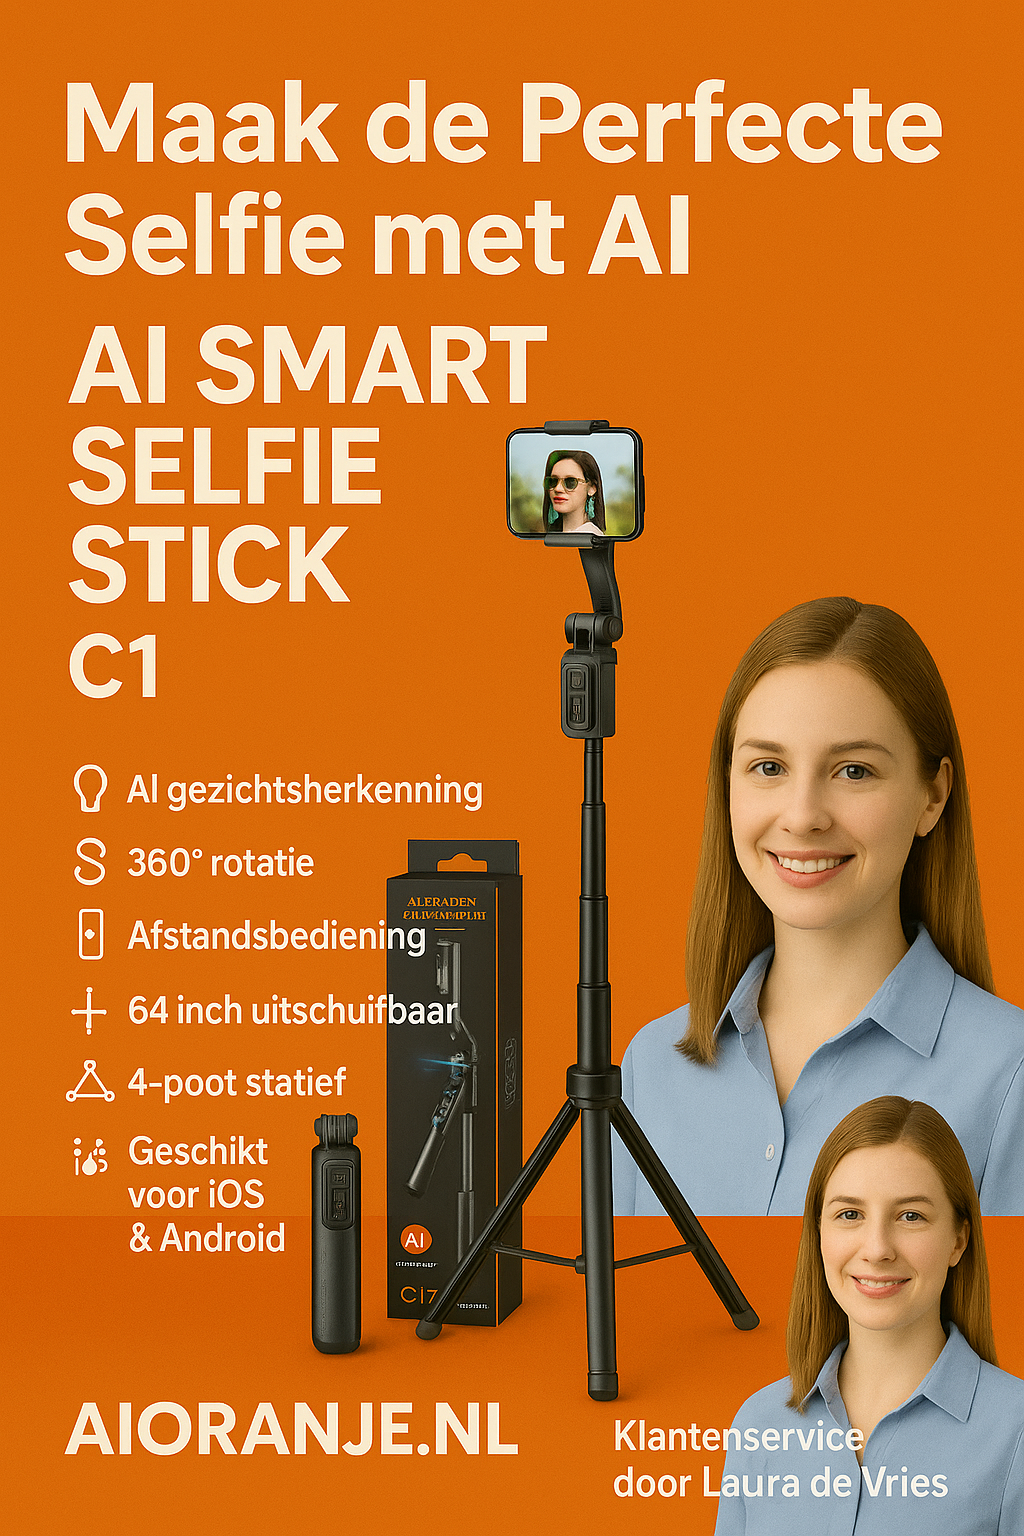 Maak de Perfecte
Selfie met AI
AI SMART
SELFIE
STICK
C1
AI gezichtsherkenning
360° rotatie
Afstandsbediening
64 inch uitschuifbaar
4-poot statief
Geschikt
voor iOS
& Android
ALERADEN
AI
AIORANJE.NL
Klantenservice
door Laura de Vries